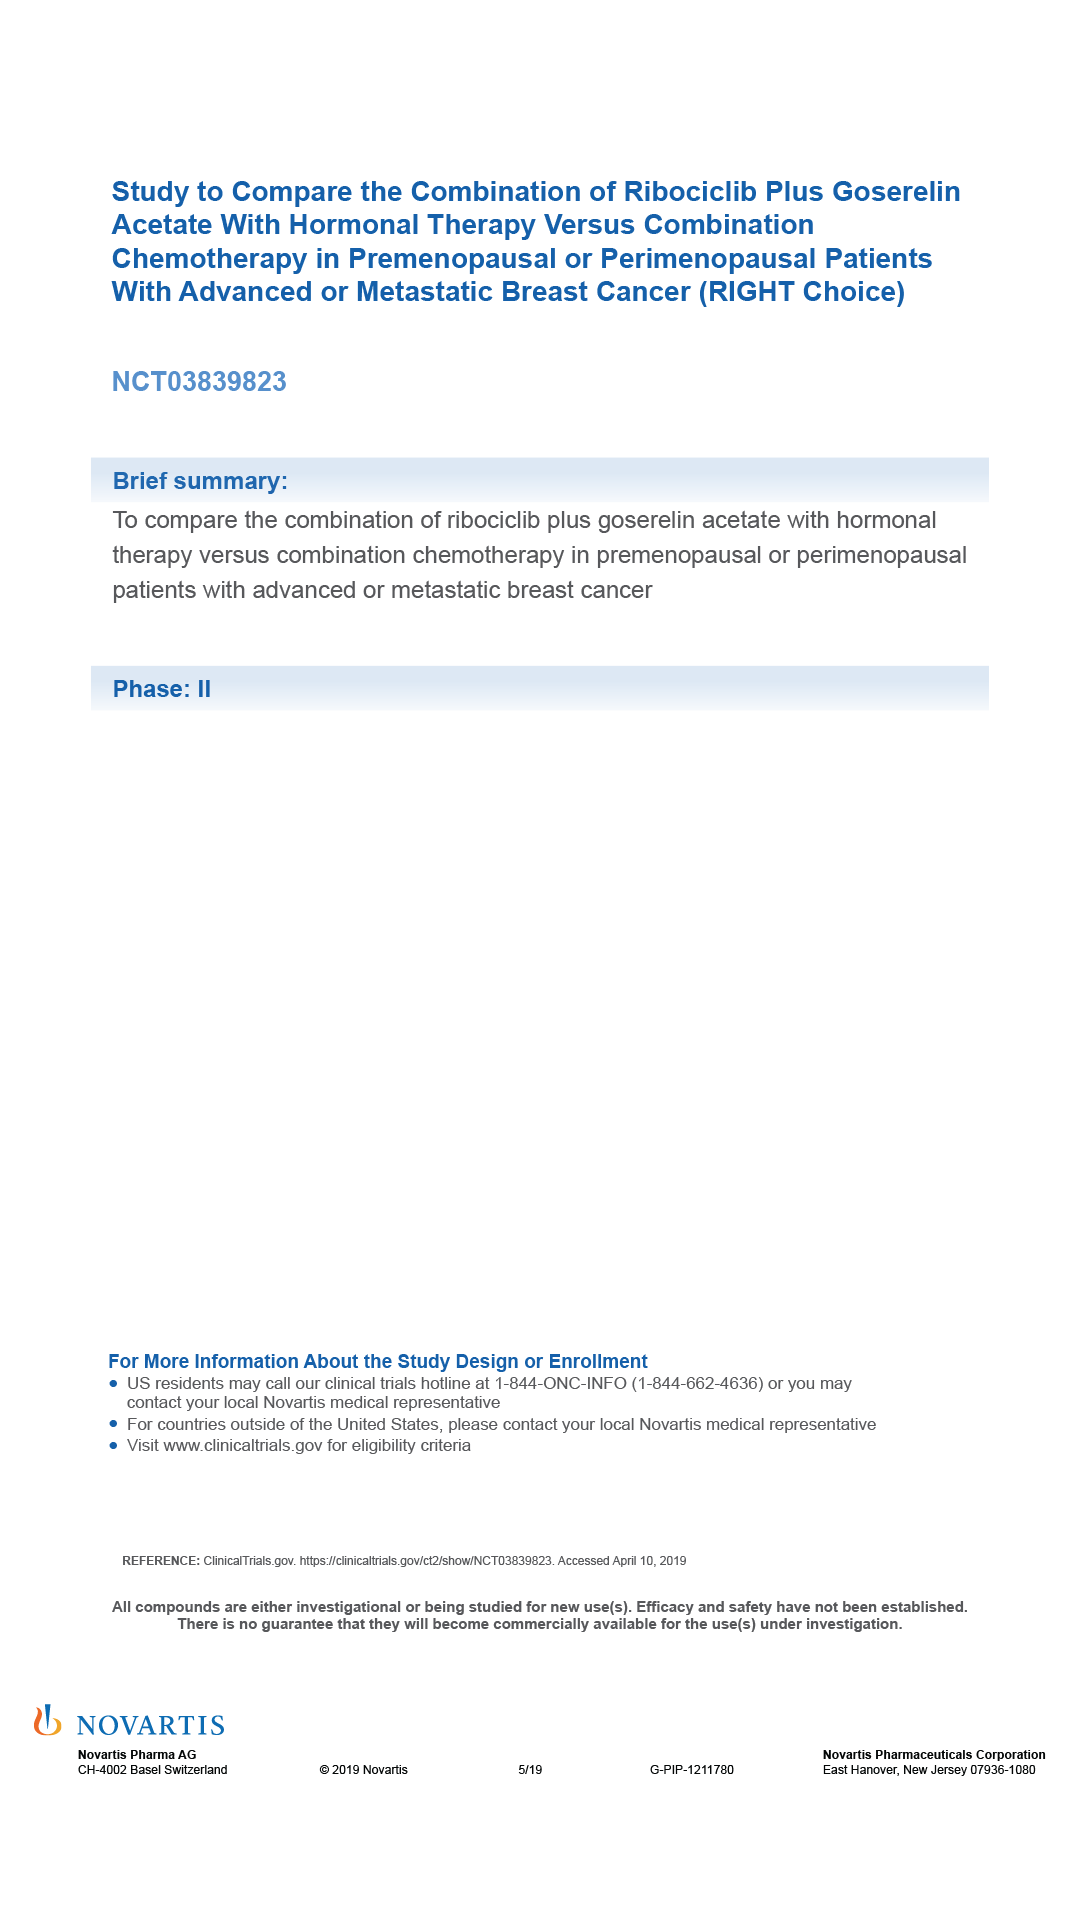 Study to Compare the Combination of Ribociclib Plus Goserelin
Acetate With Hormonal Therapy Versus Combination
Chemotherapy in Premenopausal or Perimenopausal Patients
With Advanced or Metastatic Breast Cancer (RIGHT Choice)
NCT03839823
Brief summary:
To compare the combination of ribociclib plus goserelin acetate with hormonal
therapy versus combination chemotherapy in premenopausal or perimenopausal
patients with advanced or metastatic breast cancer
Phase: II
For More Information About the Study Design or Enrollment
• US residents may call our clinical trials hotline at 1-844-ONC-INFO (1-844-662-4636) or you may
contact your local Novartis medical representative
• For countries outside of the United States, please contact your local Novartis medical representative
• Visit www.clinicaltrials.gov for eligibility criteria
REFERENCE: ClinicalTrials.gov. https://clinicaltrials.gov/ct2/show/NCT03839823. Accessed April 10, 2019
All compounds are either investigational or being studied for new use(s). Efficacy and safety have not been established.
There is no guarantee that they will become commercially available for the use(s) under investigation.
NOVARTIS
Novartis Pharma AG Novartis Pharmaceuticals Corporation
CH-4002 Basel Switzerland © 2019 Novartis 5/19 G-PIP-1211780 East Hanover, New Jersey 07936-1080